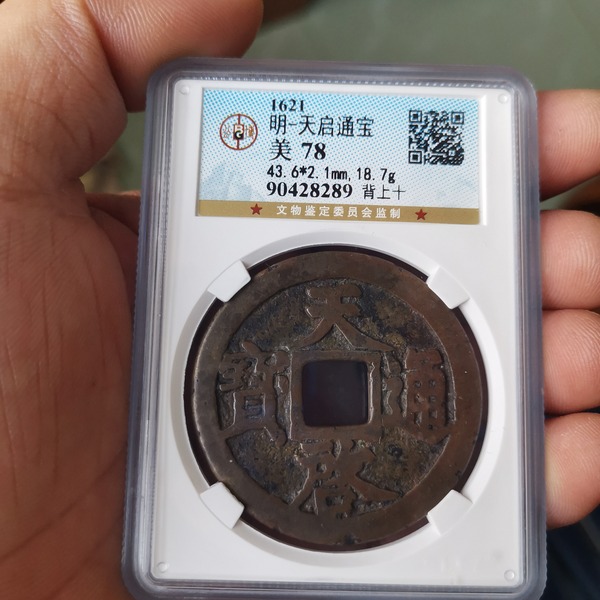 1621
明-天启通宝
美 78
43.6*2.1mm,18.7g
90428289 背上十
★ 文物鉴定委员会监制 ★
天
寶 通
啓